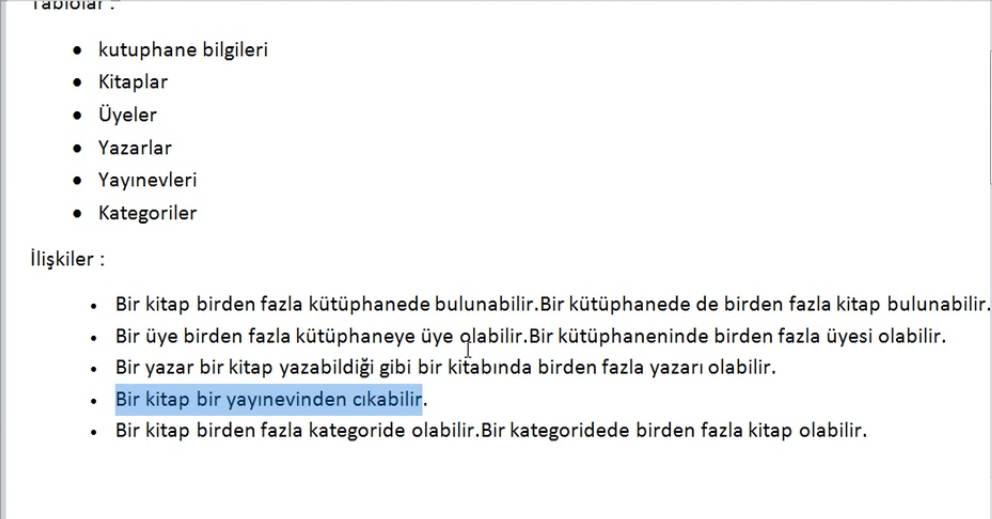 Tablolar :
• kutuphane bilgileri
• Kitaplar
• Üyeler
• Yazarlar
• Yayınevleri
• Kategoriler
İlişkiler :
• Bir kitap birden fazla kütüphanede bulunabilir.Bir kütüphanede de birden fazla kitap bulunabilir.
• Bir üye birden fazla kütüphaneye üye olabilir.Bir kütüphaneninde birden fazla üyesi olabilir.
• Bir yazar bir kitap yazabildiği gibi bir kitabında birden fazla yazarı olabilir.
• Bir kitap bir yayınevinden cıkabilir.
• Bir kitap birden fazla kategoride olabilir.Bir kategoridede birden fazla kitap olabilir.